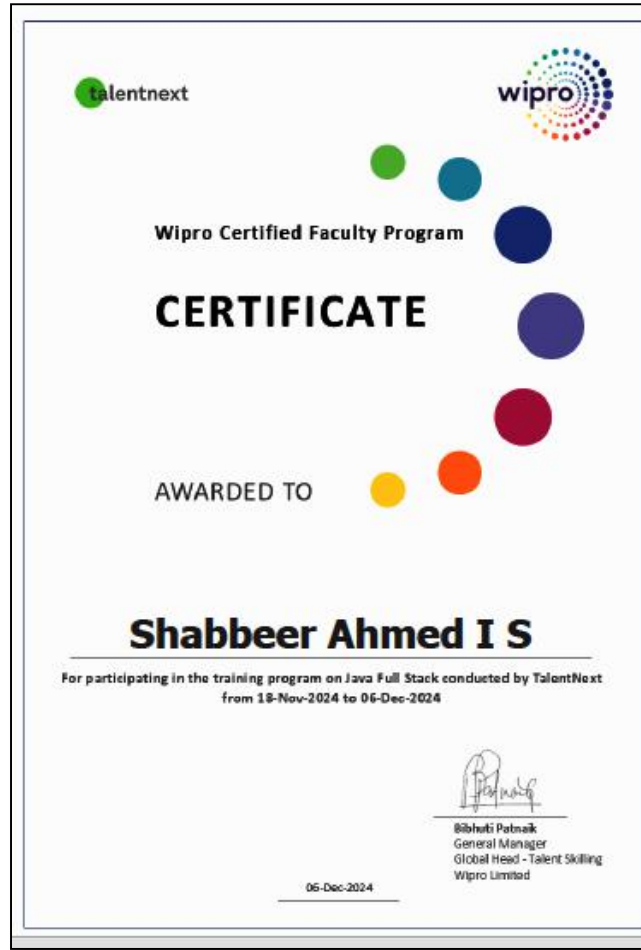 talentnext
wipro
Wipro Certified Faculty Program
CERTIFICATE
AWARDED TO
Shabbeer Ahmed I S
For participating in the training program on Java Full Stack conducted by TalentNext
from 18-Nov-2024 to 06-Dec-2024
Bibhuti Patnaik
General Manager
Global Head - Talent Skilling
Wipro Limited
06-Dec-2024